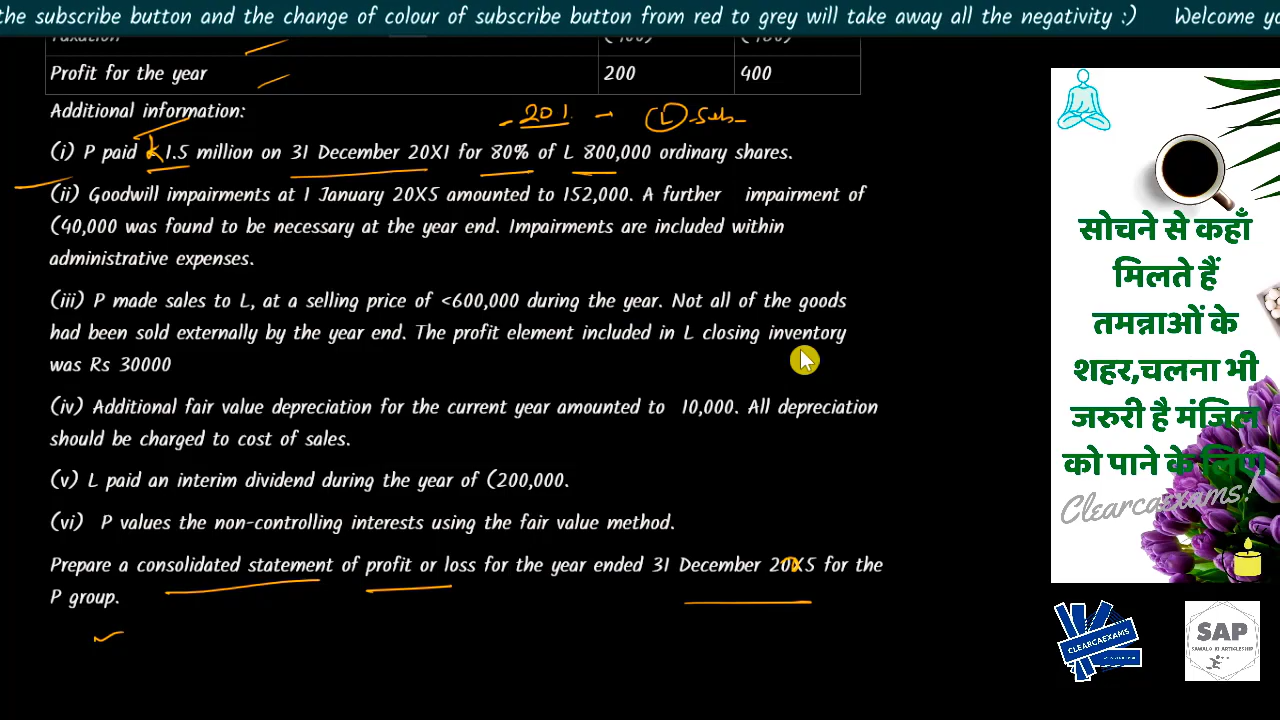 the subscribe button and the change of colour of subscribe button from red to grey will take away all the negativity :) Welcome yo
Taxation
Profit for the year 200 400
Additional information:
20% → L Sub
(i) P paid 1.5 million on 31 December 20X1 for 80% of L 800,000 ordinary shares.
(ii) Goodwill impairments at 1 January 20X5 amounted to 152,000. A further impairment of
(40,000 was found to be necessary at the year end. Impairments are included within
administrative expenses.
(iii) P made sales to L, at a selling price of <600,000 during the year. Not all of the goods
had been sold externally by the year end. The profit element included in L closing inventory
was Rs 30000
(iv) Additional fair value depreciation for the current year amounted to 10,000. All depreciation
should be charged to cost of sales.
(v) L paid an interim dividend during the year of (200,000.
(vi) P values the non-controlling interests using the fair value method.
Prepare a consolidated statement of profit or loss for the year ended 31 December 20X5 for the
P group.
सोचने से कहाँ
मिलते हैं
तमन्नाओं के
शहर,चलना भी
जरुरी है मंजिल
को पाने के लिए।
Clearcaexams!
CLEARCAEXAMS
SAP
SAMALO KI ARTICLESHIP